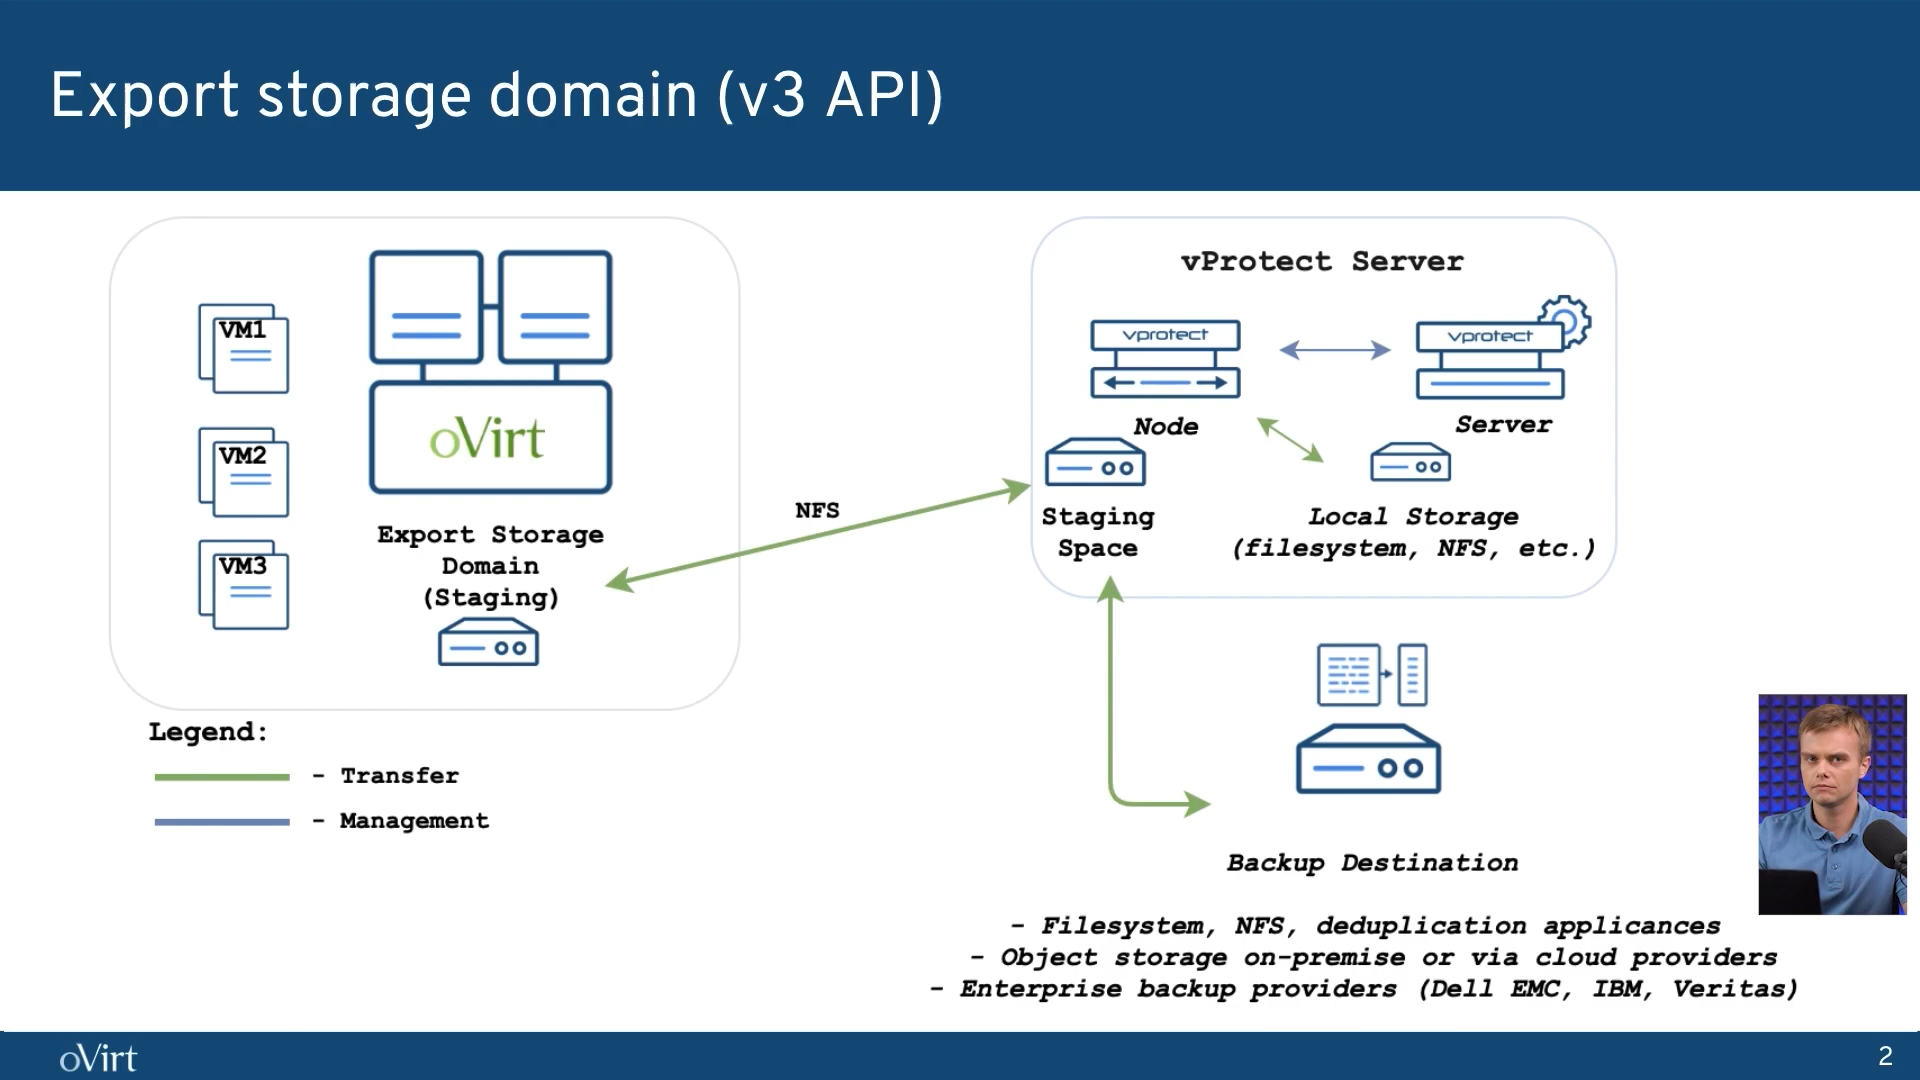 Export storage domain (v3 API)
VM1
VM2
VM3
oVirt
Export Storage
Domain
(Staging)
NFS
vProtect Server
vprotect
vprotect
Node
Server
Staging
Space
Local Storage
(filesystem, NFS, etc.)
Legend:
- Transfer
- Management
Backup Destination
- Filesystem, NFS, deduplication applicances
- Object storage on-premise or via cloud providers
- Enterprise backup providers (Dell EMC, IBM, Veritas)
oVirt
2